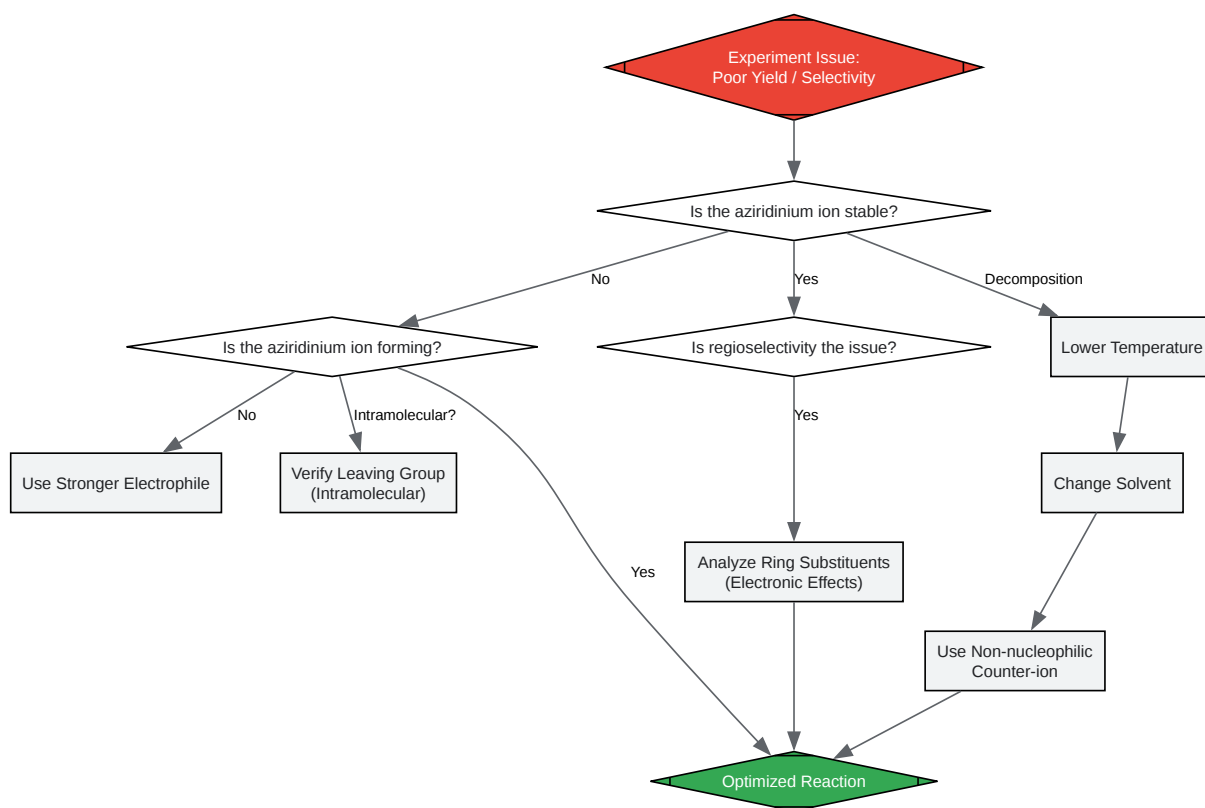 Experiment Issue:
Poor Yield / Selectivity
Is the aziridinium ion stable?
No
Yes
Decomposition
Is the aziridinium ion forming?
Is regioselectivity the issue?
Lower Temperature
No
Intramolecular?
Yes
Use Stronger Electrophile
Verify Leaving Group
(Intramolecular)
Change Solvent
Yes
Analyze Ring Substituents
(Electronic Effects)
Use Non-nucleophilic
Counter-ion
Optimized Reaction